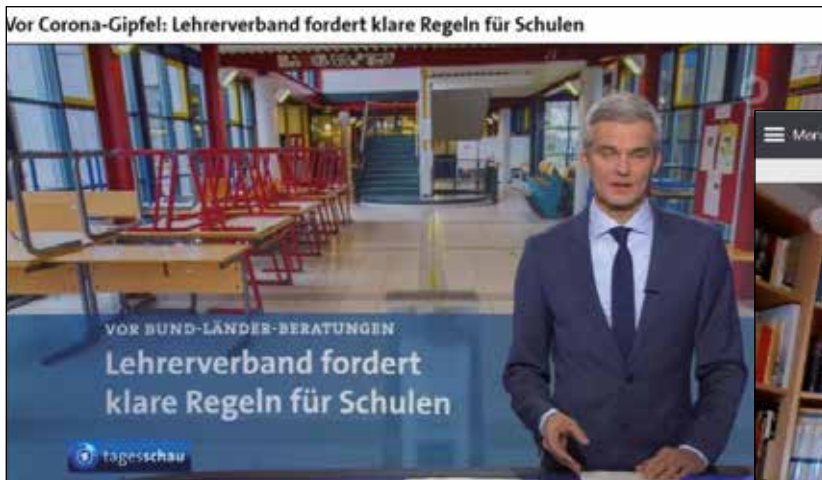 Vor Corona-Gipfel: Lehrerverband fordert klare Regeln für Schulen
VOR BUND-LÄNDER-BERATUNGEN
Lehrerverband fordert
klare Regeln für Schulen
tagesschau